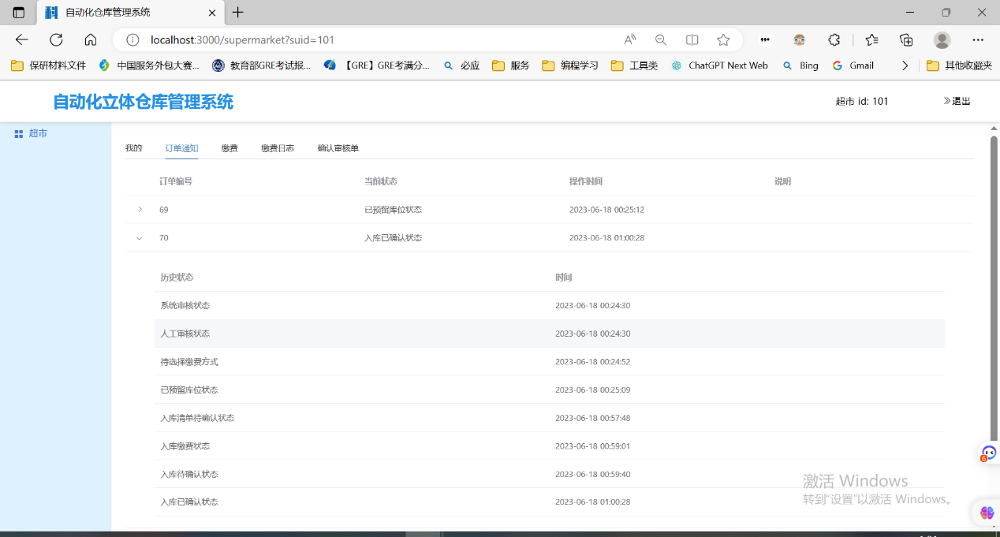 自动化仓库管理系统
localhost:3000/supermarket?suid=101
保研材料文件 中国服务外包大赛... 教育部GRE考试报... 【GRE】GRE考满分... 必应 服务 编程学习 工具类 ChatGPT Next Web Bing Gmail 其他收藏夹
自动化立体仓库管理系统 超市 id: 101 退出
超市
我的 订单通知 缴费 缴费日志 确认审核单
订单编号 当前状态 操作时间 说明
69 已预留库位状态 2023-06-18 00:25:12
70 入库已确认状态 2023-06-18 01:00:28
历史状态 时间
系统审核状态 2023-06-18 00:24:30
人工审核状态 2023-06-18 00:24:30
待选择缴费方式 2023-06-18 00:24:52
已预留库位状态 2023-06-18 00:25:09
入库清单待确认状态 2023-06-18 00:57:48
入库缴费状态 2023-06-18 00:59:01
入库待确认状态 2023-06-18 00:59:40
入库已确认状态 2023-06-18 01:00:28
激活 Windows
转到"设置"以激活 Windows。